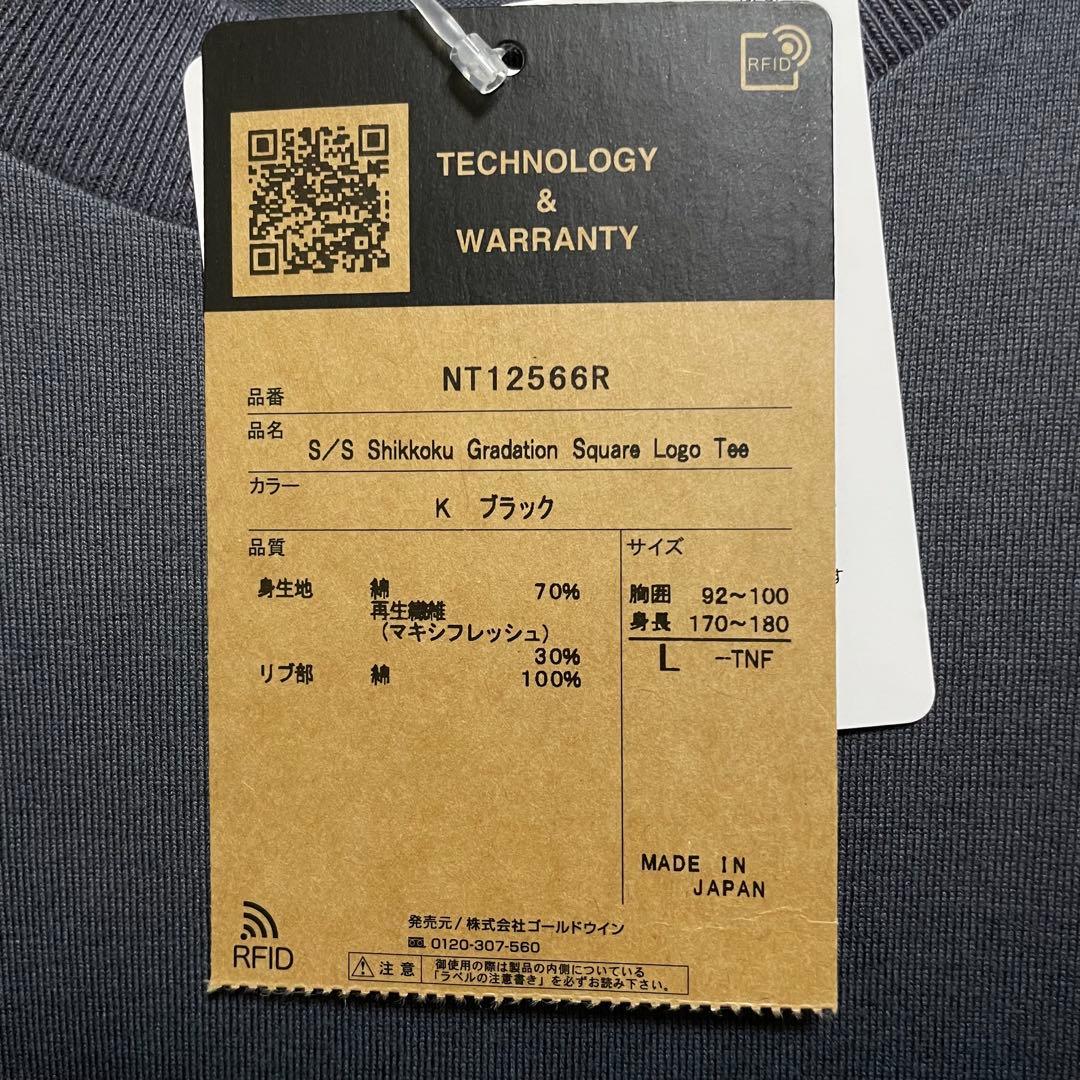 RFID
TECHNOLOGY
&
WARRANTY
品番 NT12566R
品名 S/S Shikkoku Gradation Square Logo Tee
カラー K ブラック
品質
身生地 綿 70%
再生繊維
(マキシフレッシュ)
30%
リブ部 綿 100%
サイズ
胸囲 92~100
身長 170~180
L --TNF
す
MADE IN
JAPAN
発売元/株式会社ゴールドウイン
0120-307-560
RFID
注意
御使用の際は製品の内側についている
「ラベルの注意書き」を必ずお読み下さい。